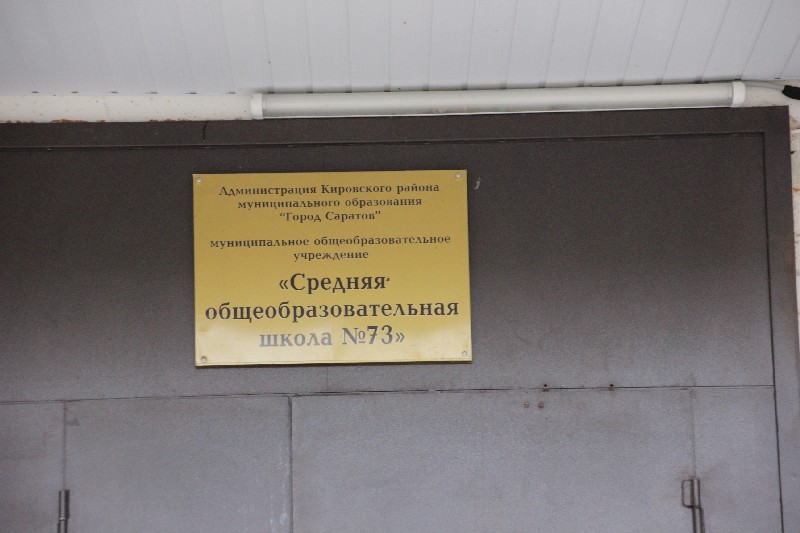 Администрация Кировского района
муниципального образования
"Город Саратов"
муниципальное общеобразовательное
учреждение
«Средняя
общеобразовательная
школа №73»